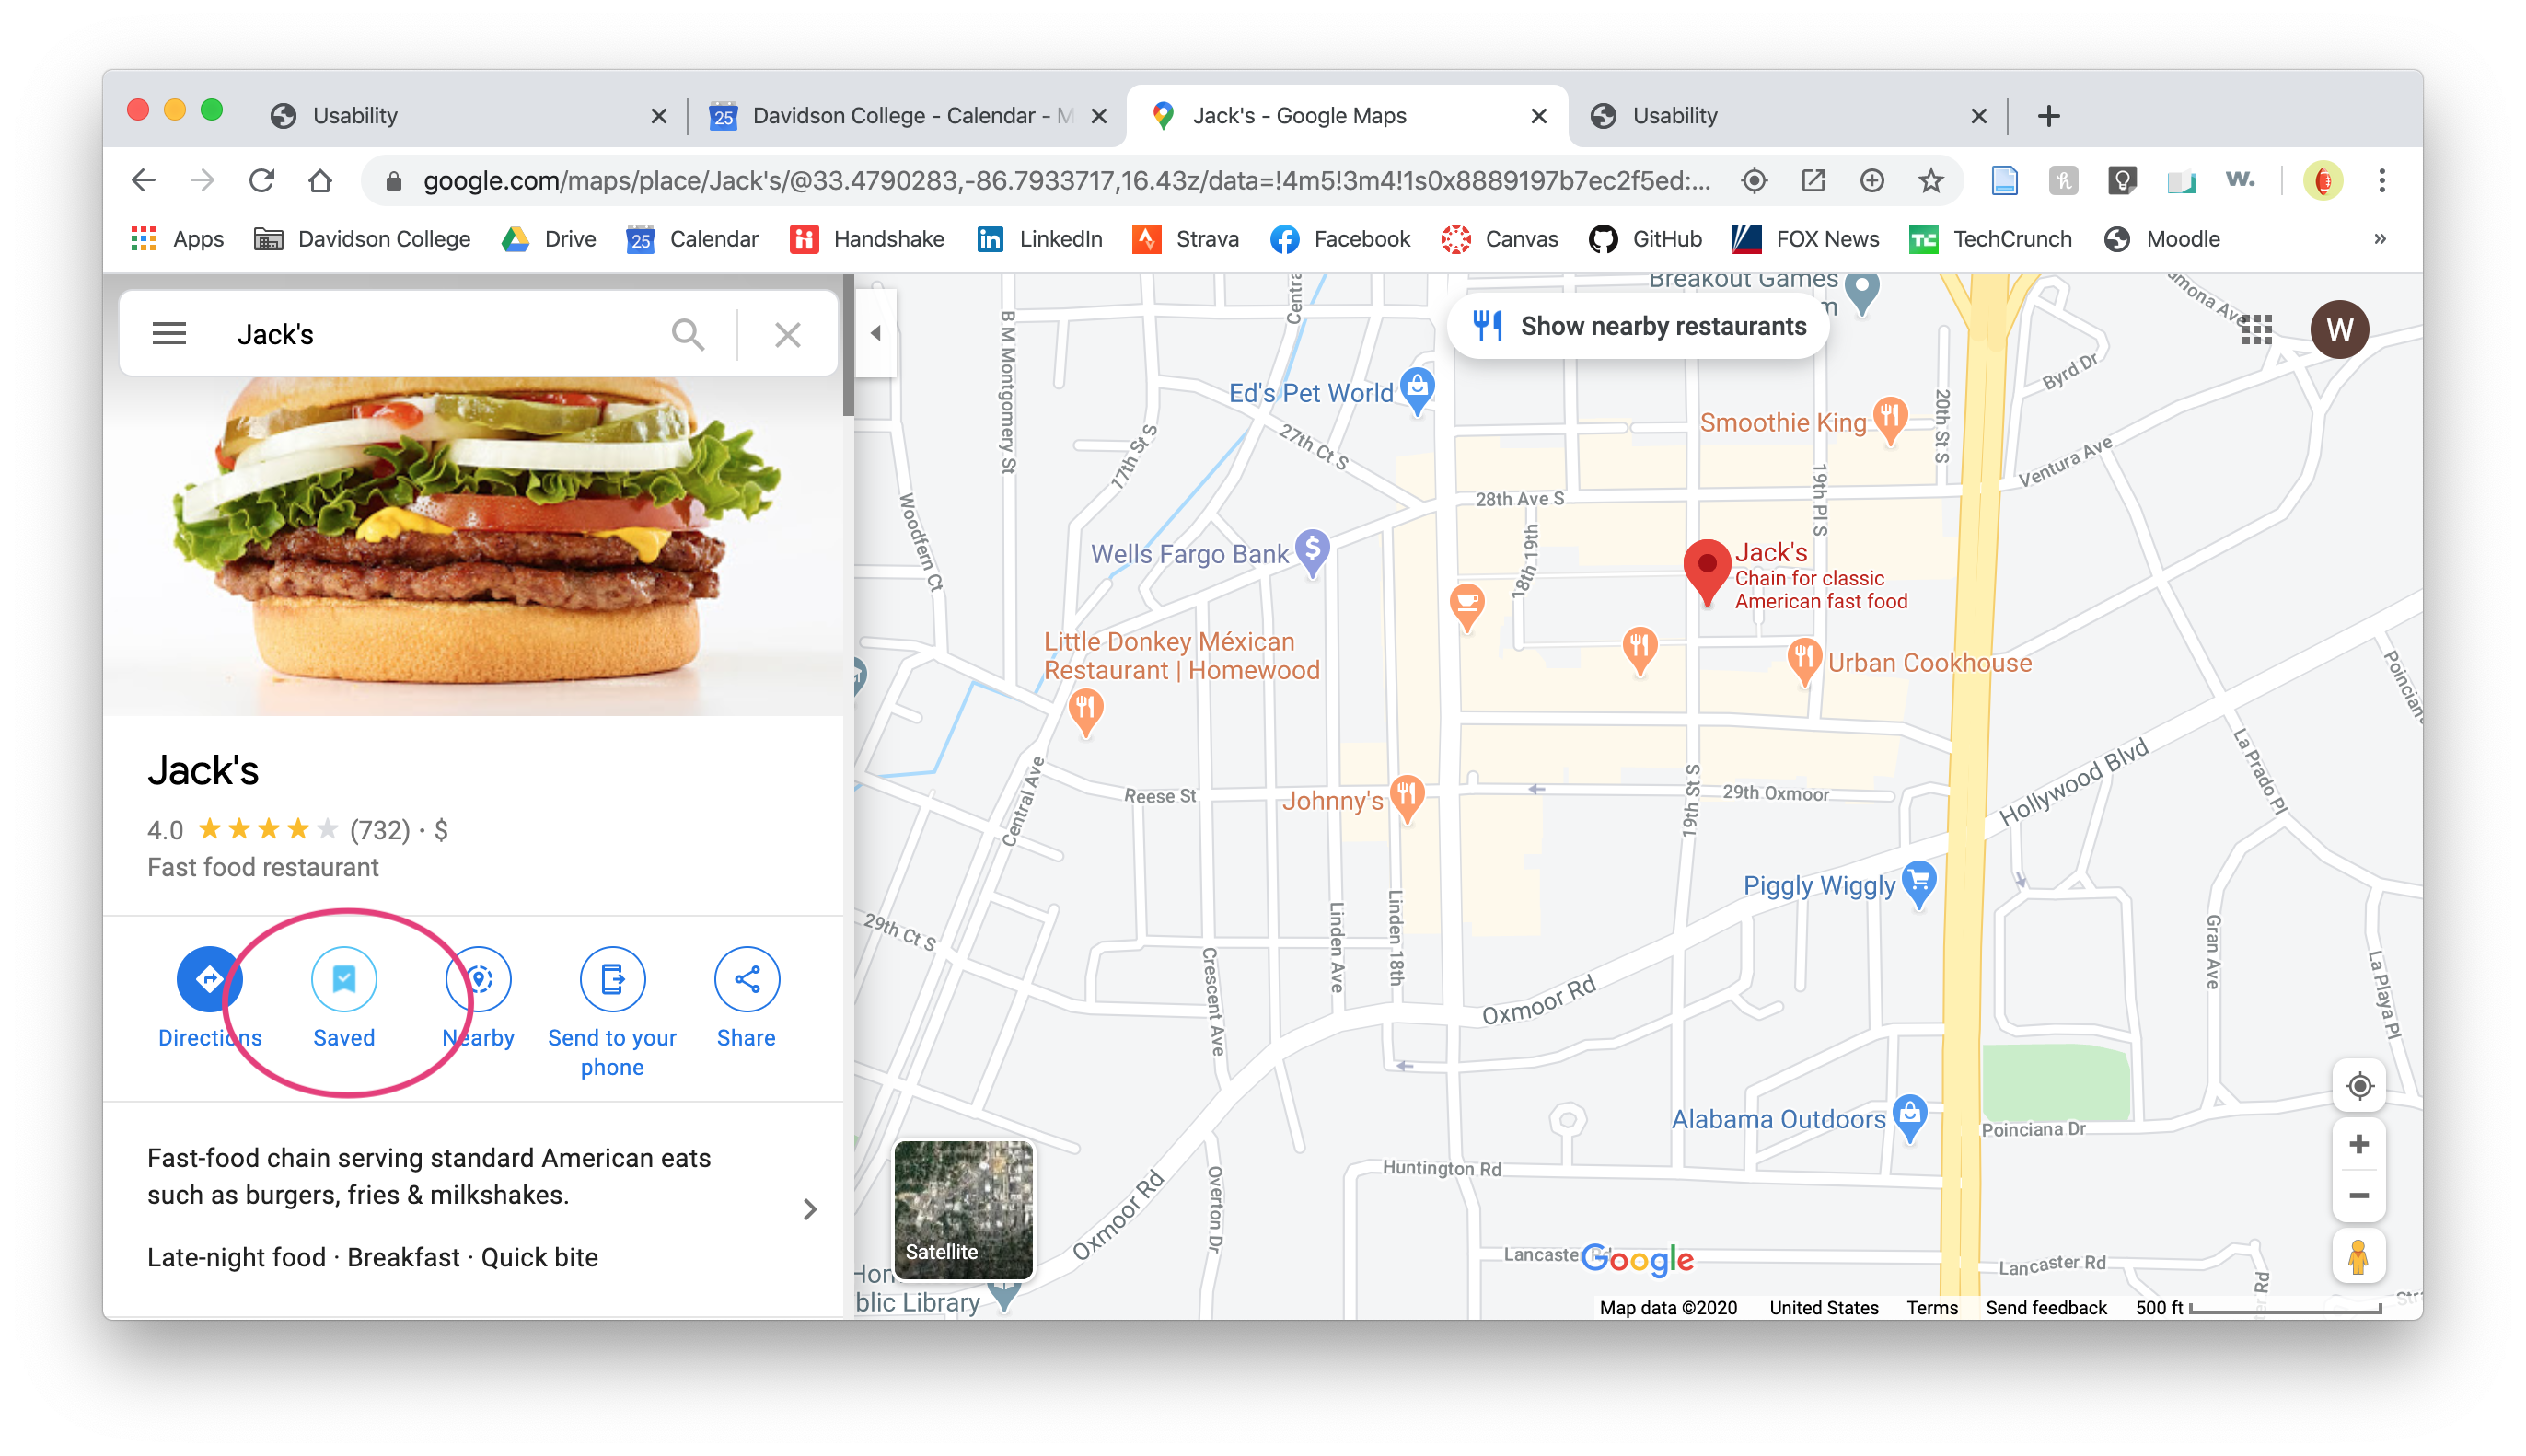 Usability
Davidson College - Calendar - M
Jack's - Google Maps
Usability
google.com/maps/place/Jack's/@33.4790283,-86.7933717,16.43z/data=!4m5!3m4!1s0x8889197b7ec2f5ed:...
W.
Apps
Davidson College
25
Drive
Calendar
Handshake
LinkedIn
Strava
Facebook
Canvas
GitHub
FOX News
TechCrunch
Moodle
»
Jack's
Jack's
4.0 (732) · $
Fast food restaurant
Directions
Saved
Nearby
Send to your
phone
Share
Fast-food chain serving standard American eats
such as burgers, fries & milkshakes.
Late-night food · Breakfast · Quick bite
Breakout Games
Show nearby restaurants
W
Ed's Pet World
Smoothie King
Wells Fargo Bank
Jack's
Chain for classic
American fast food
Little Donkey Méxican
Restaurant | Homewood
Urban Cookhouse
Johnny's
Piggly Wiggly
Alabama Outdoors
blic Library
B M Montgomery St
Centra
17th St S
27th Ct S
28th Ave S
18th 19th
19th Pl S
20th St S
Byrd Dr
Ventura Ave
Woodfern Ct
Central Ave
Reese St
29th Oxmoor
19th St S
Hollywood Blvd
La Prado Pl
29th Ct S
Crescent Ave
Linden Ave
Linden 18th
Oxmoor Rd
Gran Ave
La Playa Pl
Poinciana Dr
Huntington Rd
Overton Dr
Oxmoor Rd
Lancaster Rd
Satellite
Google
Map data ©2020
United States
Terms
Send feedback
500 ft